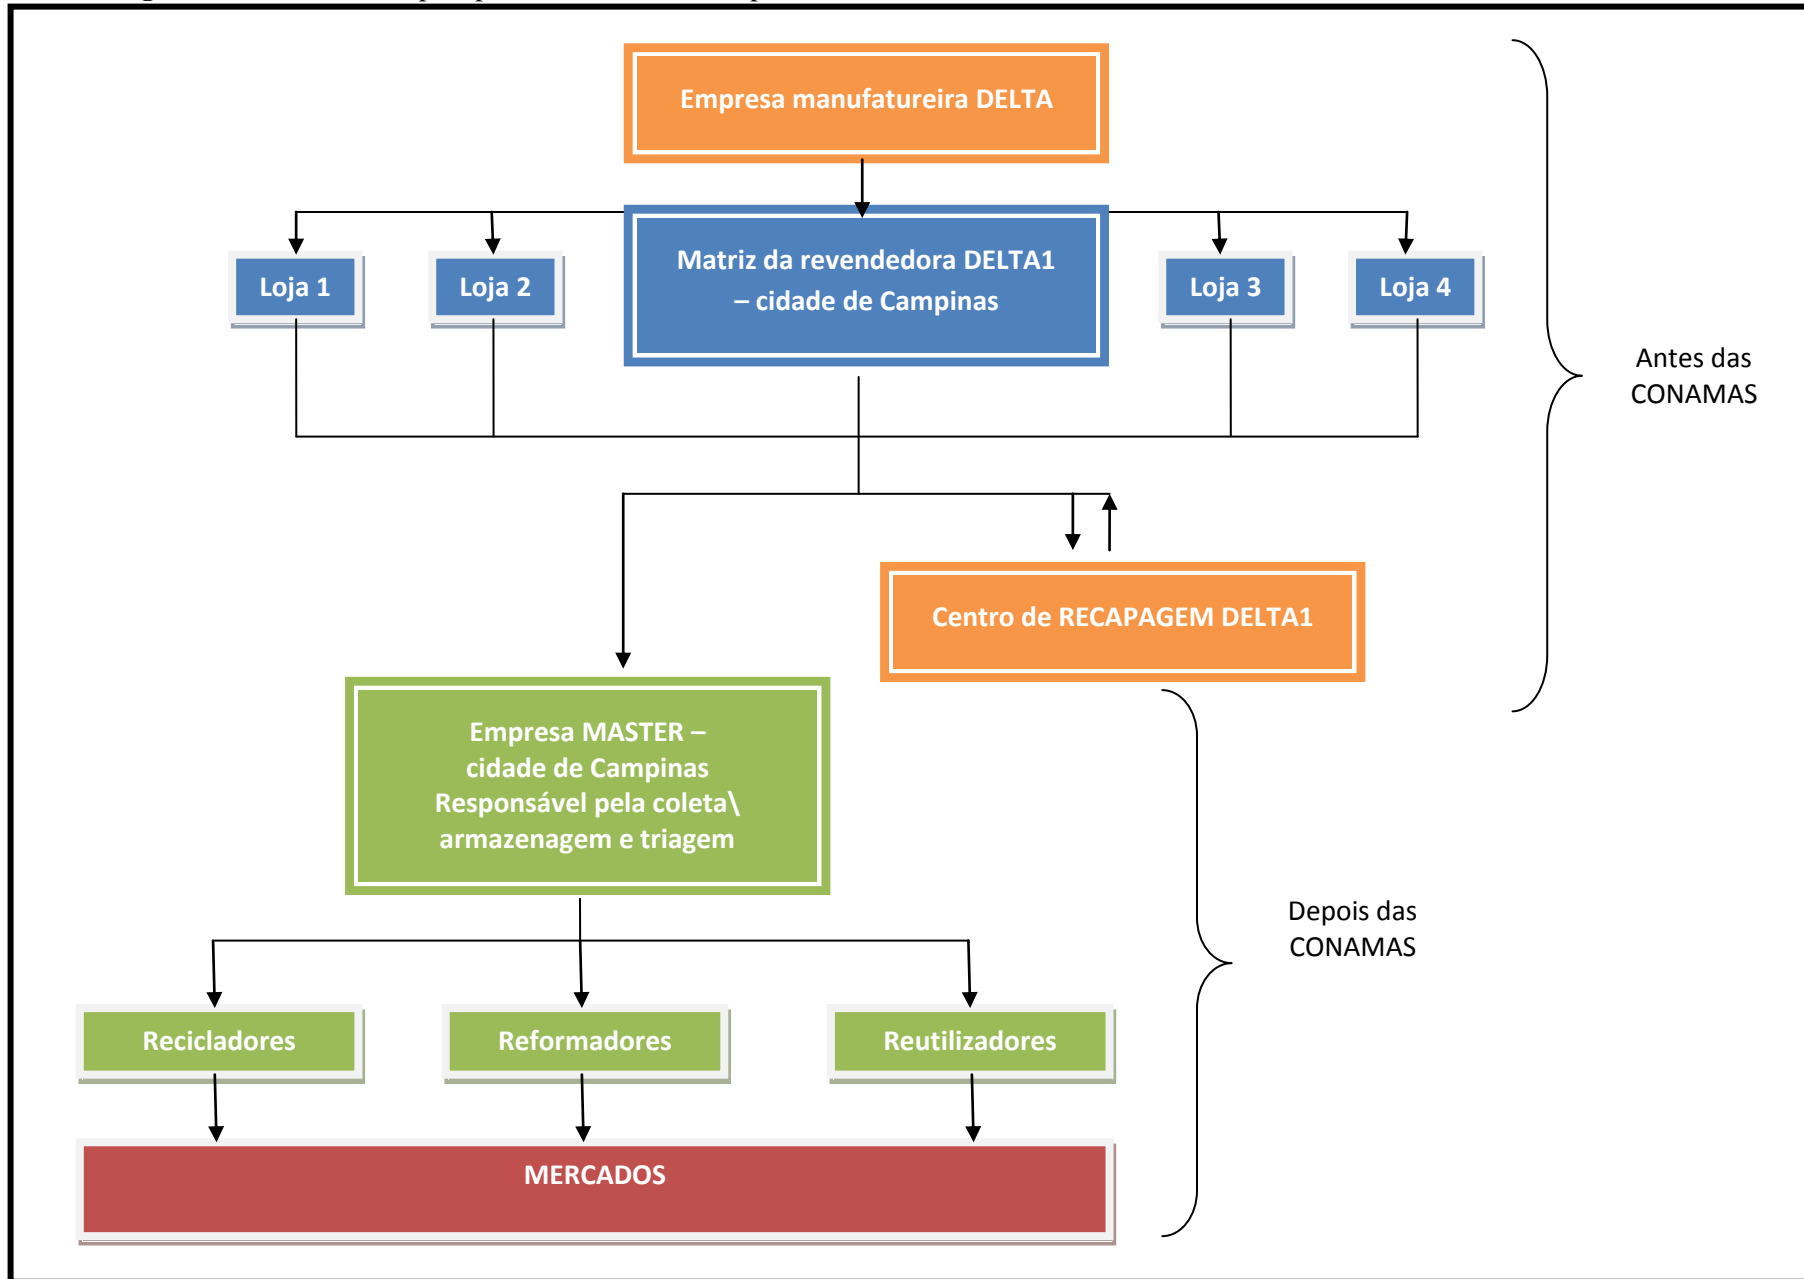 Empresa manufatureira DELTA
Matriz da revendedora DELTA1
– cidade de Campinas
Loja 1
Loja 2
Loja 3
Loja 4
Antes das
CONAMAS
Centro de RECAPAGEM DELTA1
Empresa MASTER –
cidade de Campinas
Responsável pela coleta\
armazenagem e triagem
Depois das
CONAMAS
Recicladores
Reformadores
Reutilizadores
MERCADOS